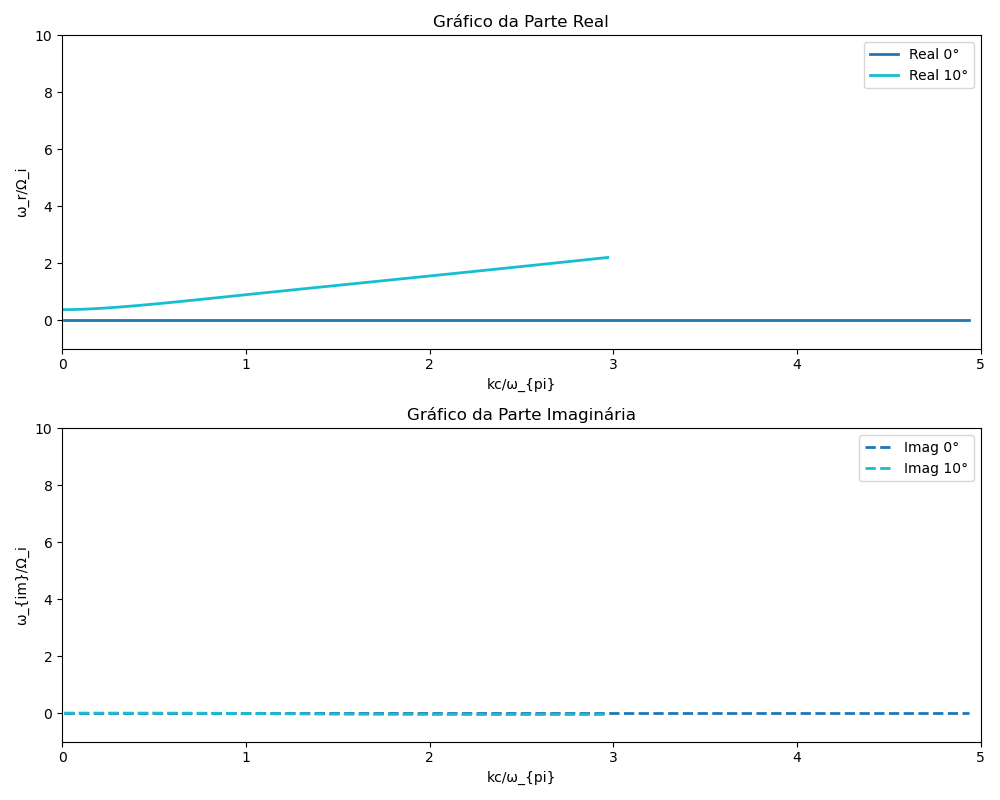 Gráfico da Parte Real
10
8
6
4
2
0
ω_r/Ω_i
Real 0°
Real 10°
0 1 2 3 4 5
kc/ω_{pi}
Gráfico da Parte Imaginária
10
8
6
4
2
0
ω_{im}/Ω_i
Imag 0°
Imag 10°
0 1 2 3 4 5
kc/ω_{pi}